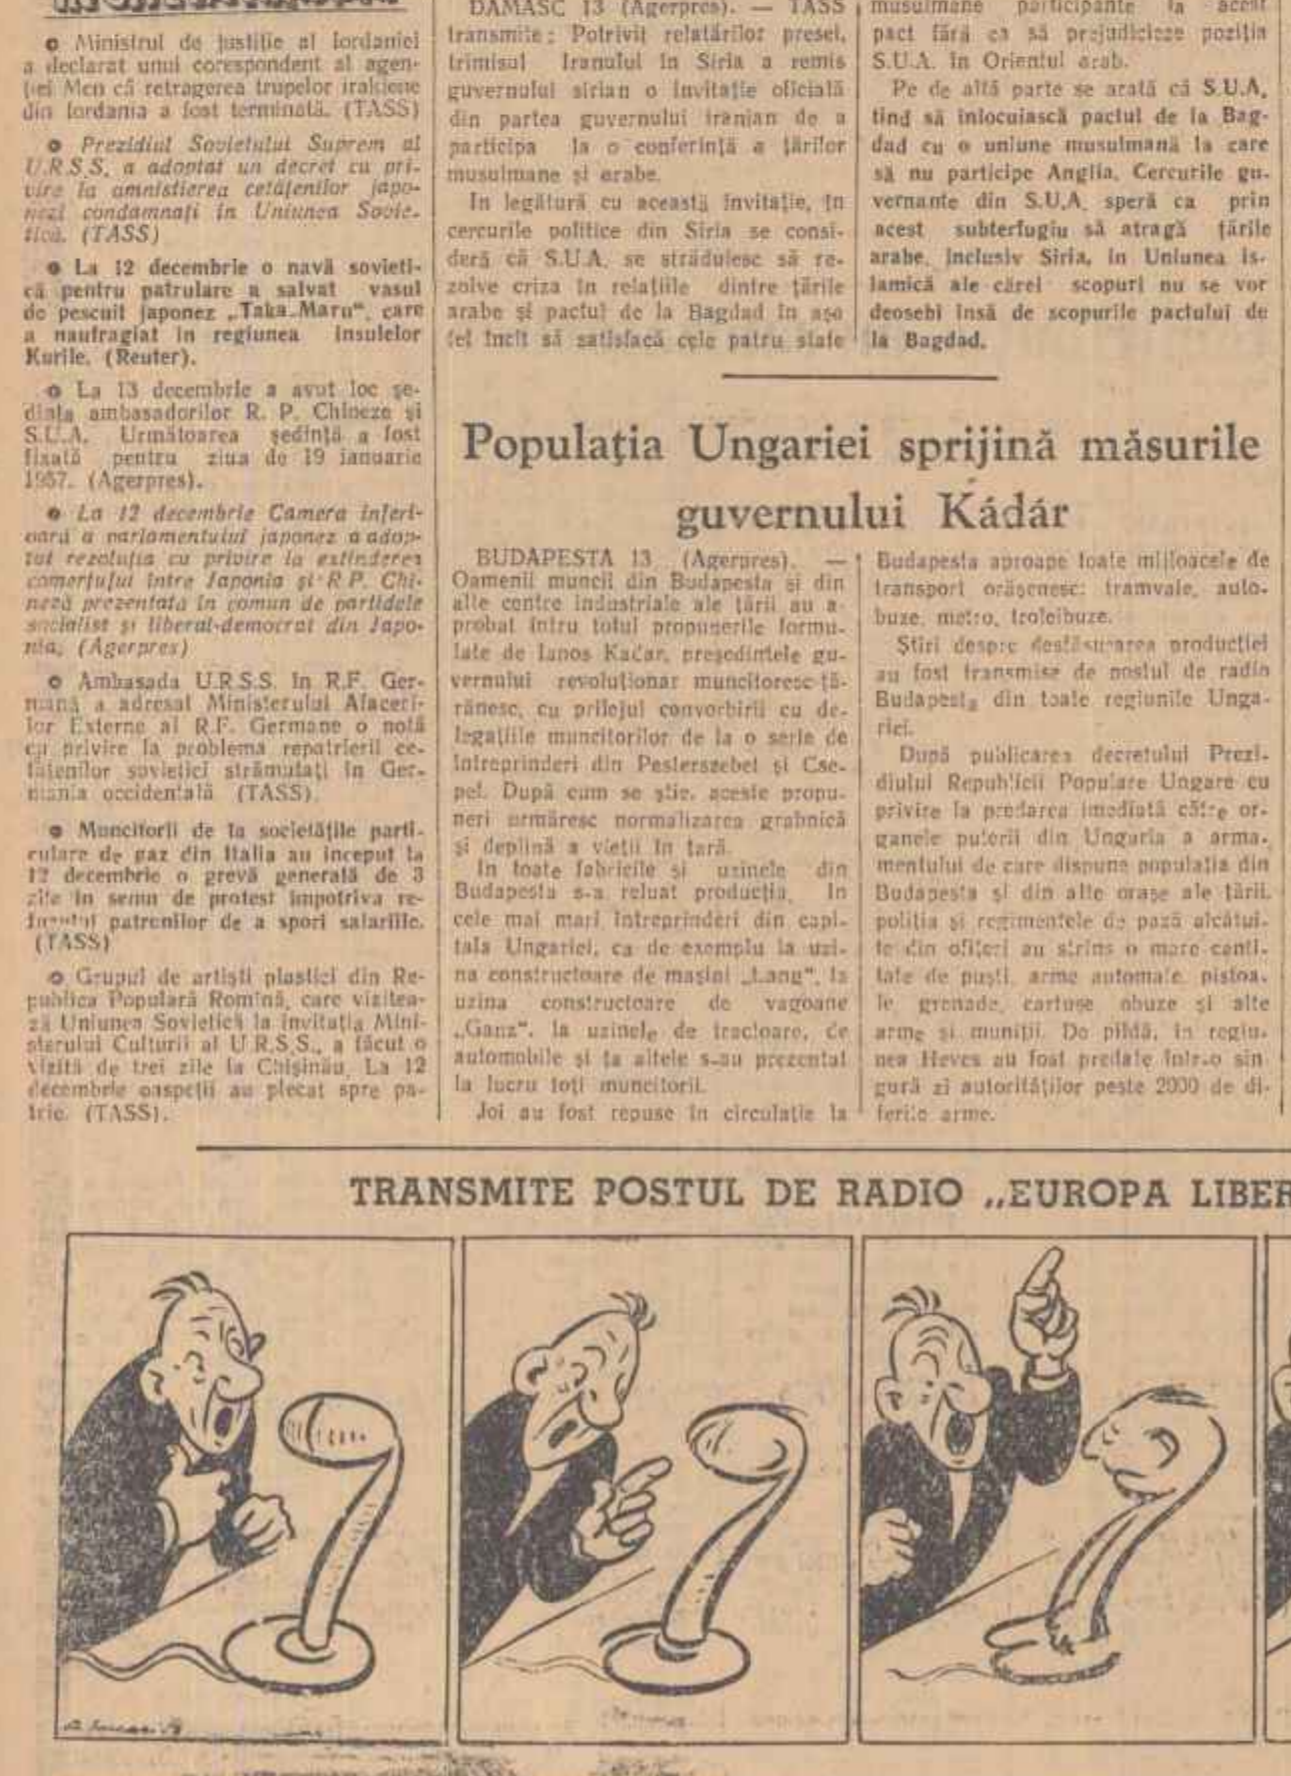 o Ministrul de justiție al Iordaniei
a declarat unui corespondent al agen-
ției Men că retragerea trupelor irakiene
din Iordania a fost terminată. (TASS)
o Prezidiul Sovietului Suprem al
U.R.S.S. a adoptat un decret cu pri-
vire la amnistierea cetățenilor japo-
nezi condamnați în Uniunea Sovie-
tică. (TASS)
o La 12 decembrie o navă sovieti-
că pentru patrulare a salvat vasul
de pescuit japonez „Taka-Maru“, care
a naufragiat în regiunea insulelor
Kurile. (Reuter).
o La 13 decembrie a avut loc șe-
dința ambasadorilor R. P. Chineze și
S.U.A. Următoarea ședință a fost
fixată pentru ziua de 19 ianuarie
1957. (Agerpres).
o La 12 decembrie Camera inferi-
oară a parlamentului japonez a adop-
tat rezoluția cu privire la extinderea
comerțului între Japonia și R.P. Chi-
neză prezentată în comun de partidele
socialist și liberal-democrat din Japo-
nia. (Agerpres)
o Ambasada U.R.S.S. în R.F. Ger-
mană a adresat Ministerului Afaceri-
lor Externe al R.F. Germane o notă
cu privire la problema repatrierii ce-
tățenilor sovietici strămutați în Ger-
mania occidentală (TASS).
o Muncitorii de la societățile parti-
culare de gaz din Italia au început la
12 decembrie o grevă generală de 3
zile în semn de protest împotriva re-
fuzului patronilor de a spori salariile.
(TASS)
o Grupul de artiști plastici din Re-
publica Populară Romînă, care vizitea-
ză Uniunea Sovietică la invitația Mini-
sterului Culturii al U.R.S.S., a făcut o
vizită de trei zile la Chișinău. La 12
decembrie oaspeții au plecat spre pa-
trie. (TASS).
DAMASC 13 (Agerpres). — TASS
transmite: Potrivit relatărilor presei,
trimisul Iranului în Siria a remis
guvernului sirian o invitație oficială
din partea guvernului iranian de a
participa la o conferință a țărilor
musulmane și arabe.
In legătură cu această invitație, în
cercurile politice din Siria se consi-
deră că S.U.A. se străduiesc să re-
zolve criza în relațiile dintre țările
arabe și pactul de la Bagdad în așa
fel încît să satisfacă cele patru state
musulmane participante la acest
pact fără ca să prejudicieze poziția
S.U.A. în Orientul arab.
Pe de altă parte se arată că S.U.A.
tind să înlocuiască pactul de la Bag-
dad cu o uniune musulmană la care
să nu participe Anglia. Cercurile gu-
vernante din S.U.A. speră ca prin
acest subterfugiu să atragă țările
arabe, inclusiv Siria, în Uniunea is-
lamică ale cărei scopuri nu se vor
deosebi însă de scopurile pactului de
la Bagdad.
Populația Ungariei sprijină măsurile
guvernului Kádár
BUDAPESTA 13 (Agerpres). —
Oamenii muncii din Budapesta și din
alte centre industriale ale țării au a-
probat întru totul propunerile formu-
late de Ianos Kadar, președintele gu-
vernului revoluționar muncitoresc-ță-
rănesc, cu prilejul convorbirii cu de-
legațiile muncitorilor de la o serie de
întreprinderi din Pesterszebet și Cse-
pel. După cum se știe, aceste propu-
neri urmăresc normalizarea grabnică
și deplină a vieții în țară.
In toate fabricile și uzinele din
Budapesta s-a reluat producția. In
cele mai mari întreprinderi din capi-
tala Ungariei, ca de exemplu la uzi-
na constructoare de mașini „Lang“, la
uzina constructoare de vagoane
„Ganz“, la uzinele de tractoare, de
automobile și la altele s-au prezentat
la lucru toți muncitorii.
Joi au fost repuse în circulație la
Budapesta aproape toate mijloacele de
transport orășenesc: tramvaie, auto-
buze, metro, troleibuze.
Știri despre desfășurarea producției
au fost transmise de postul de radio
Budapesta din toate regiunile Unga-
riei.
După publicarea decretului Prezi-
diului Republicii Populare Ungare cu
privire la predarea imediată către or-
ganele puterii din Ungaria a arma-
mentului de care dispune populația din
Budapesta și din alte orașe ale țării,
poliția și regimentele de pază alcătui-
te din ofițeri au strîns o mare canti-
tate de puști, arme automate, pistoa-
le, grenade, cartușe obuze și alte
arme și muniții. De pildă, în regiu-
nea Heves au fost predate într-o sin
gură zi autorităților peste 2000 de di-
ferite arme.
TRANSMITE POSTUL DE RADIO „EUROPA LIBER